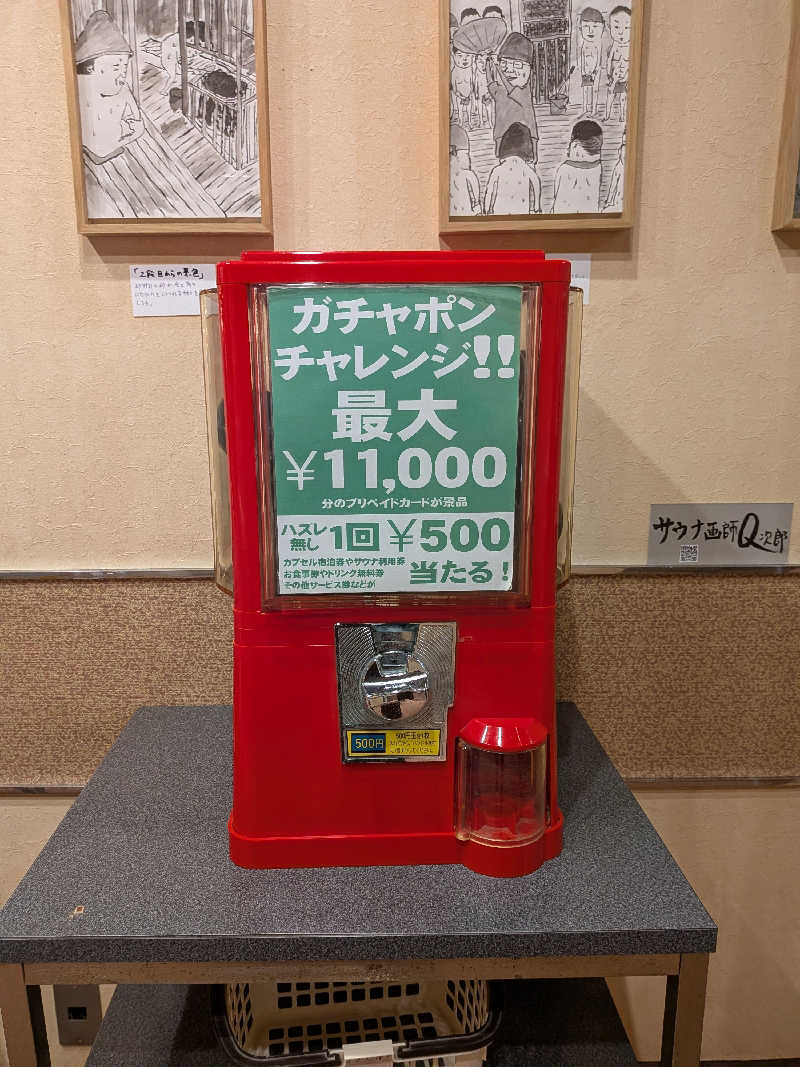 「2段目からの景色」
ガチャポン
チャレンジ!!
最大
¥11,000
分のプリペイドカードが景品
ハズレ
無し
1回¥500
カプセル宿泊券やサウナ利用券
お食事券やドリンク無料券
その他サービス券などが
当たる!
サウナ画師Q次郎
500円